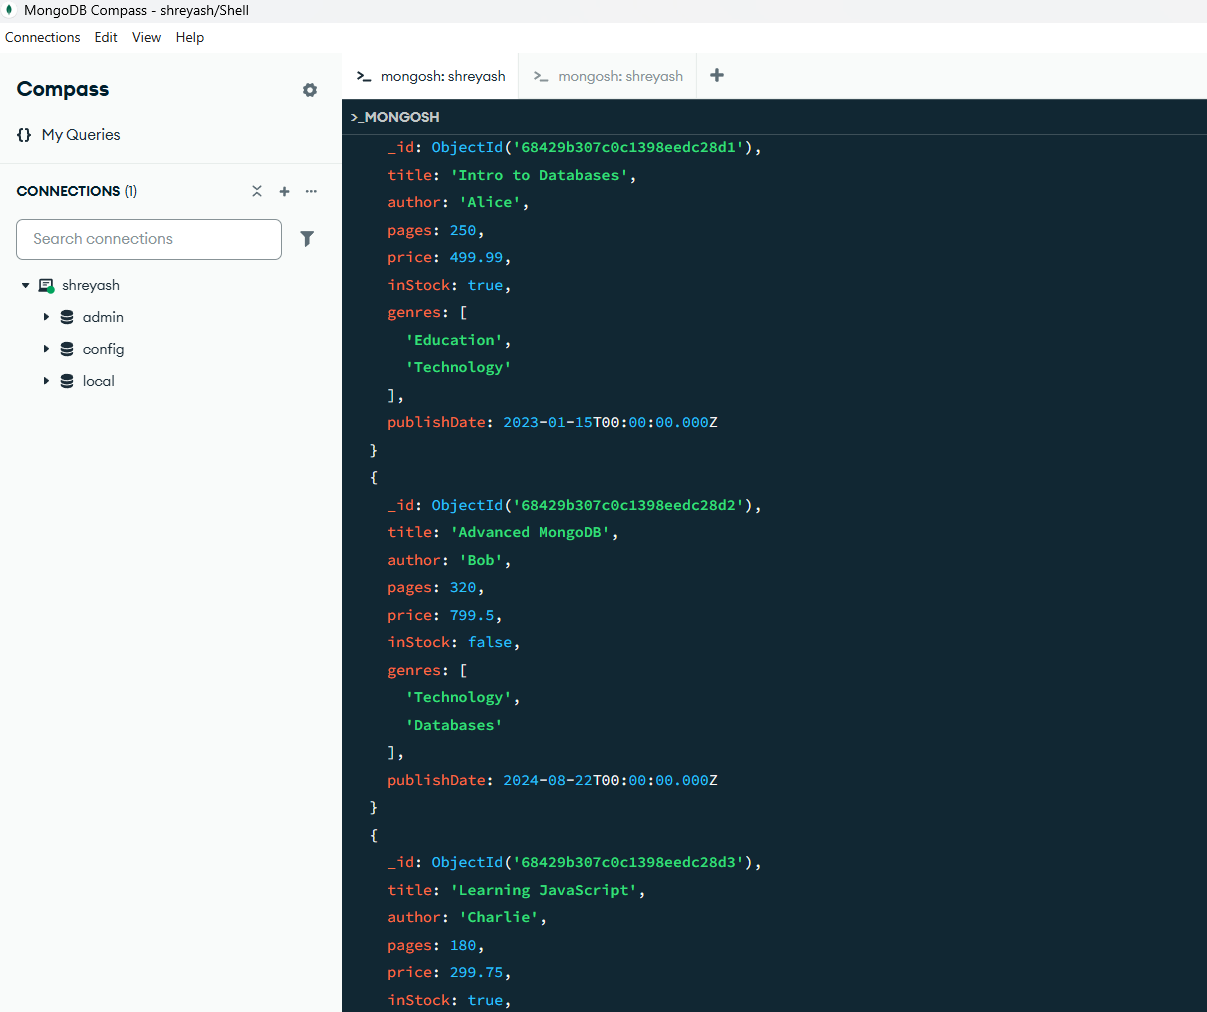 MongoDB Compass - shreyash/Shell
Connections Edit View Help
Compass
{} My Queries
CONNECTIONS (1)
Search connections
shreyash
admin
config
local
>_ mongosh: shreyash
>_ mongosh: shreyash
>_MONGOSH
_id: ObjectId('68429b307c0c1398eedc28d1'),
title: 'Intro to Databases',
author: 'Alice',
pages: 250,
price: 499.99,
inStock: true,
genres: [
'Education',
'Technology'
],
publishDate: 2023-01-15T00:00:00.000Z
}
{
_id: ObjectId('68429b307c0c1398eedc28d2'),
title: 'Advanced MongoDB',
author: 'Bob',
pages: 320,
price: 799.5,
inStock: false,
genres: [
'Technology',
'Databases'
],
publishDate: 2024-08-22T00:00:00.000Z
}
{
_id: ObjectId('68429b307c0c1398eedc28d3'),
title: 'Learning JavaScript',
author: 'Charlie',
pages: 180,
price: 299.75,
inStock: true,